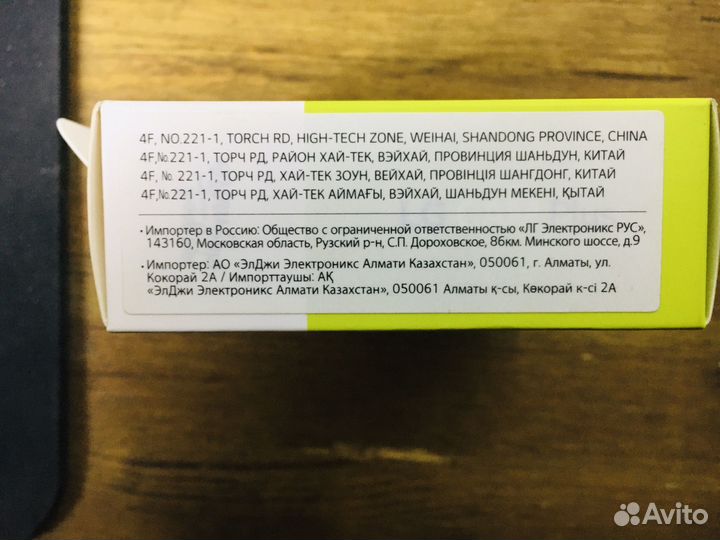 4F, NO.221-1, TORCH RD, HIGH-TECH ZONE, WEIHAI, SHANDONG PROVINCE, CHINA
4F,№221-1, ТОРЧ РД, РАЙОН ХАЙ-ТЕК, ВЭЙХАЙ, ПРОВИНЦИЯ ШАНЬДУН, КИТАЙ
4F, № 221-1, ТОРЧ РД, ХАЙ-ТЕК ЗОУН, ВЕЙХАЙ, ПРОВІНЦІЯ ШАНГДОНГ, КИТАЙ
4F,№221-1, ТОРЧ РД, ХАЙ-ТЕК АЙМАҒЫ, ВЭЙХАЙ, ШАНЬДУН МЕКЕНІ, ҚЫТАЙ
• Импортер в Россию: Общество с ограниченной ответственностью «ЛГ Электроникс РУС»,
143160, Московская область, Рузский р-н, С.П. Дороховское, 86км. Минского шоссе, д.9
• Импортер: АО «ЭлДжи Электроникс Алмати Казахстан», 050061, г. Алматы, ул.
Кокорай 2А / Импорттаушы: АҚ
«ЭлДжи Электроникс Алмати Казахстан», 050061 Алматы қ-сы, Көкорай к-сі 2А
Avito